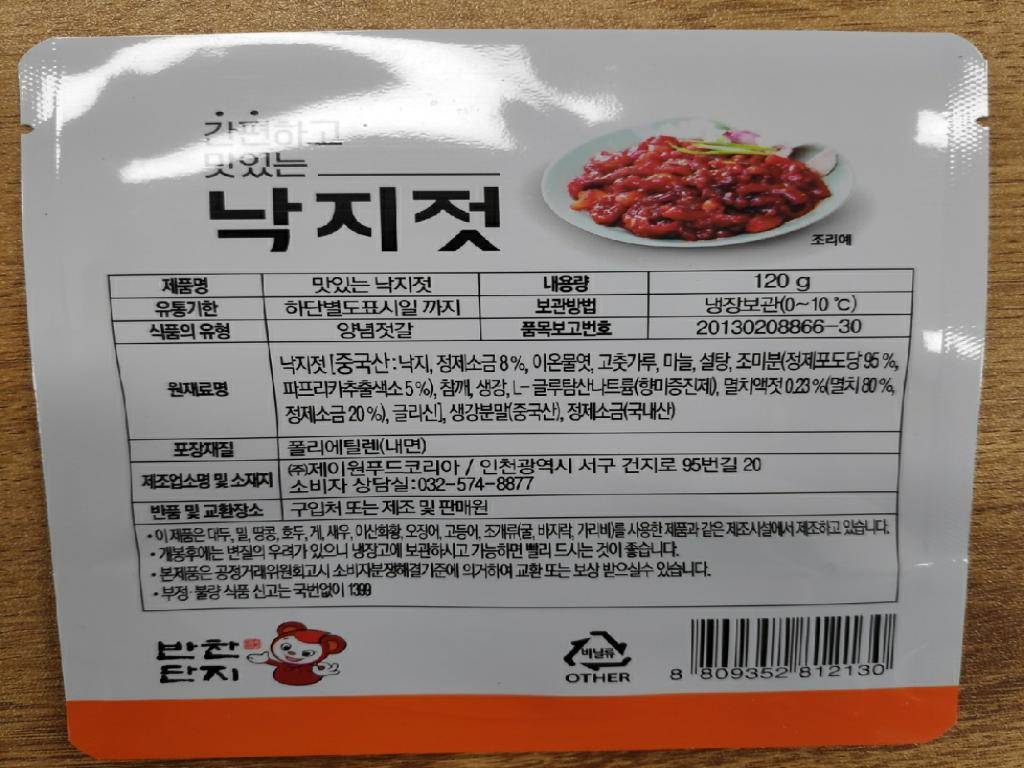 간편하고
맛있는
낙지젓
조리예
제품명 맛있는 낙지젓 내용량 120 g
유통기한 하단별도표시일 까지 보관방법 냉장보관(0~10 ℃)
식품의 유형 양념젓갈 품목보고번호 20130208866-30
낙지젓 [중국산:낙지, 정제소금 8 %, 이온물엿, 고춧가루, 마늘, 설탕, 조미분(정제포도당 95 %,
원재료명 파프리카추출색소 5 %), 참깨, 생강, L- 글루탐산나트륨(향미증진제), 멸치액젓 0.23 %(멸치 80 %,
정제소금 20 %), 글리신], 생강분말(중국산), 정제소금(국내산)
포장재질 폴리에틸렌(내면)
제조업소명 및 소재지 ㈜제이원푸드코리아 / 인천광역시 서구 건지로 95번길 20
소비자 상담실:032-574-8877
반품 및 교환장소 구입처 또는 제조 및 판매원
• 이 제품은 대두, 밀, 땅콩, 호두, 게, 새우, 이산화황, 오징어, 고등어, 조개류(굴, 바지락, 가리비)를 사용한 제품과 같은 제조시설에서 제조하고 있습니다.
• 개봉후에는 변질의 우려가 있으니 냉장고에 보관하시고 가능하면 빨리 드시는 것이 좋습니다.
• 본제품은 공정거래위원회고시 소비자분쟁해결기준에 의거하여 교환 또는 보상 받으실수 있습니다.
• 부정·불량 식품 신고는 국번없이 1399
반찬
단지
비닐류
OTHER
8 809352 812130